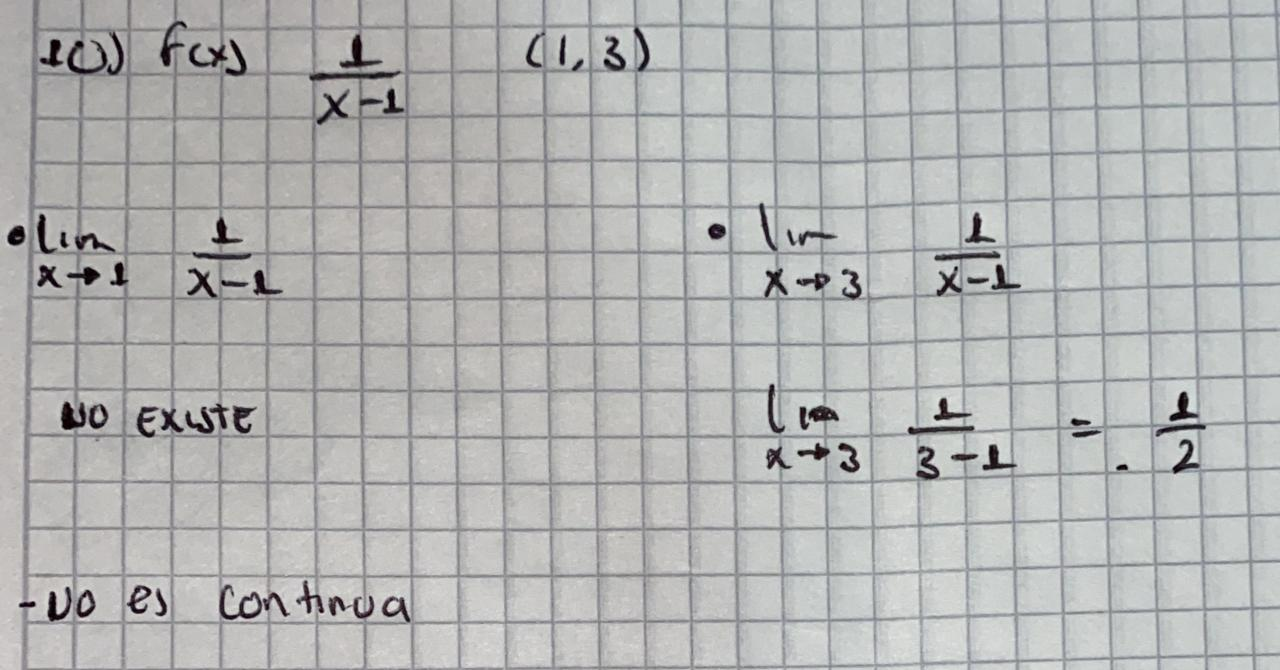 1()) f(x) 1/(x-1) (1, 3)
• lim x→1 1/(x-1) • lim x→3 1/(x-1)
NO EXISTE lim x→3 1/(3-1) = . 1/2
- NO es continua